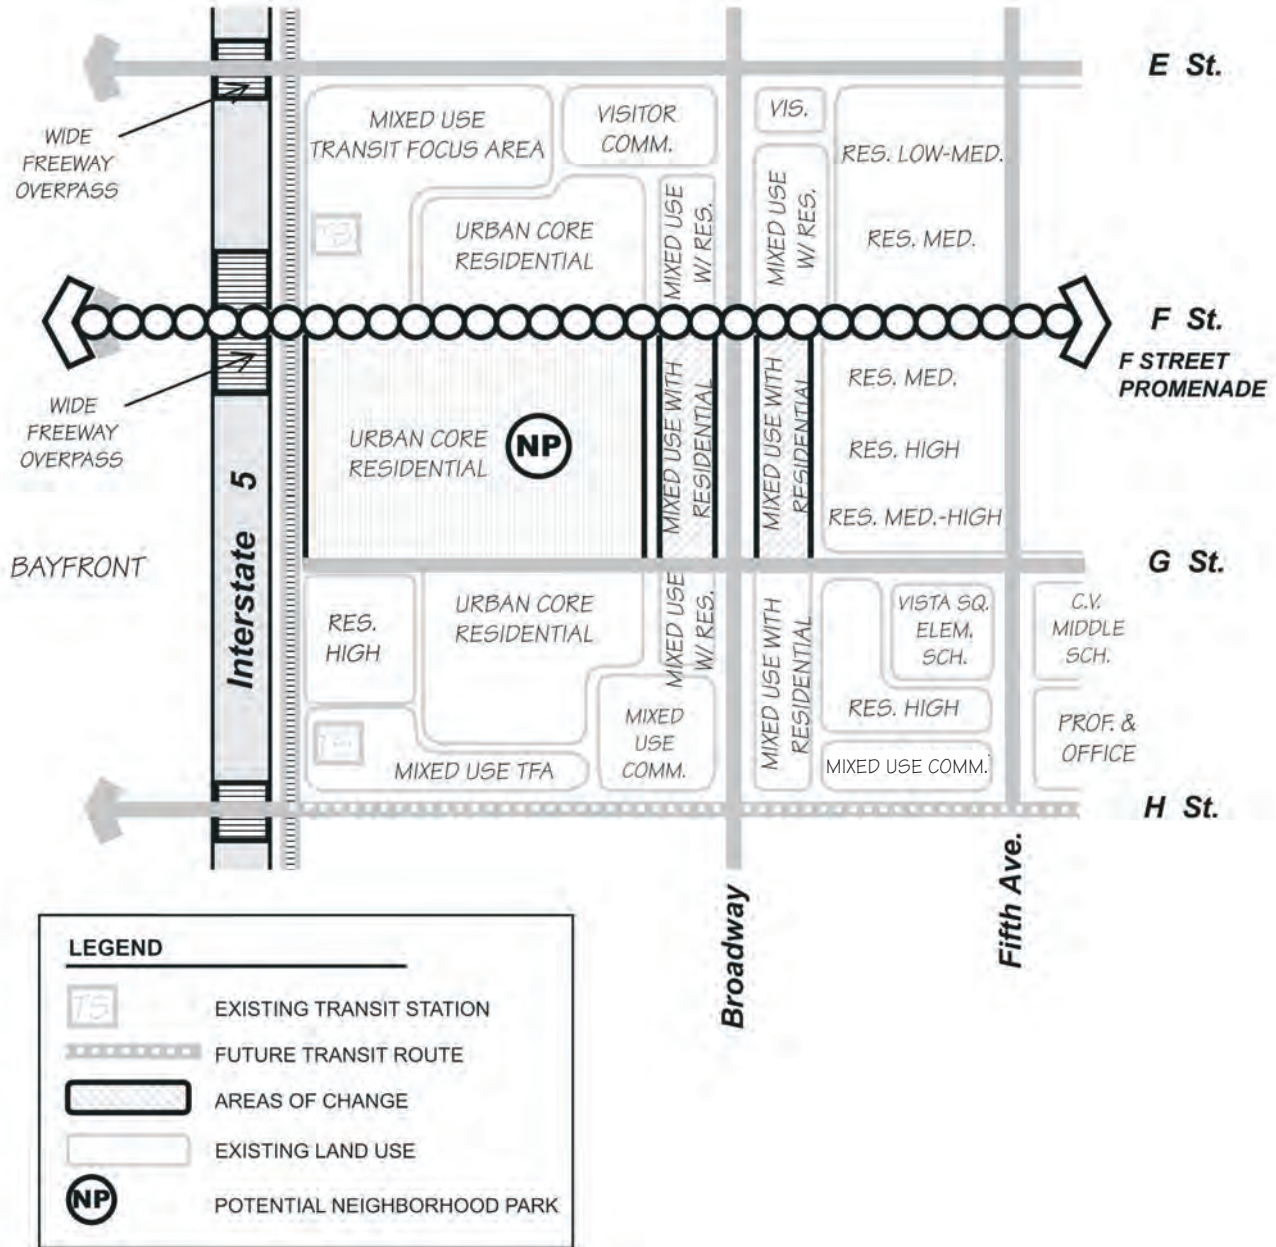 E St.
WIDE
FREEWAY
OVERPASS
MIXED USE
TRANSIT FOCUS AREA
VISITOR
COMM.
VIS.
RES. LOW-MED.
RES. MED.
TS
URBAN CORE
RESIDENTIAL
MIXED USE
W/ RES.
MIXED USE
W/ RES.
F St.
F STREET
PROMENADE
WIDE
FREEWAY
OVERPASS
URBAN CORE
RESIDENTIAL
NP
MIXED USE WITH
RESIDENTIAL
MIXED USE WITH
RESIDENTIAL
RES. MED.
RES. HIGH
RES. MED.-HIGH
Interstate 5
BAYFRONT
G St.
RES.
HIGH
URBAN CORE
RESIDENTIAL
MIXED USE
W/ RES.
MIXED USE WITH
RESIDENTIAL
VISTA SQ.
ELEM.
SCH.
C.V.
MIDDLE
SCH.
RES. HIGH
PROF. &
OFFICE
MIXED USE TFA
MIXED
USE
COMM.
MIXED USE COMM.
H St.
Broadway
Fifth Ave.
LEGEND
TS
EXISTING TRANSIT STATION
FUTURE TRANSIT ROUTE
AREAS OF CHANGE
EXISTING LAND USE
NP
POTENTIAL NEIGHBORHOOD PARK